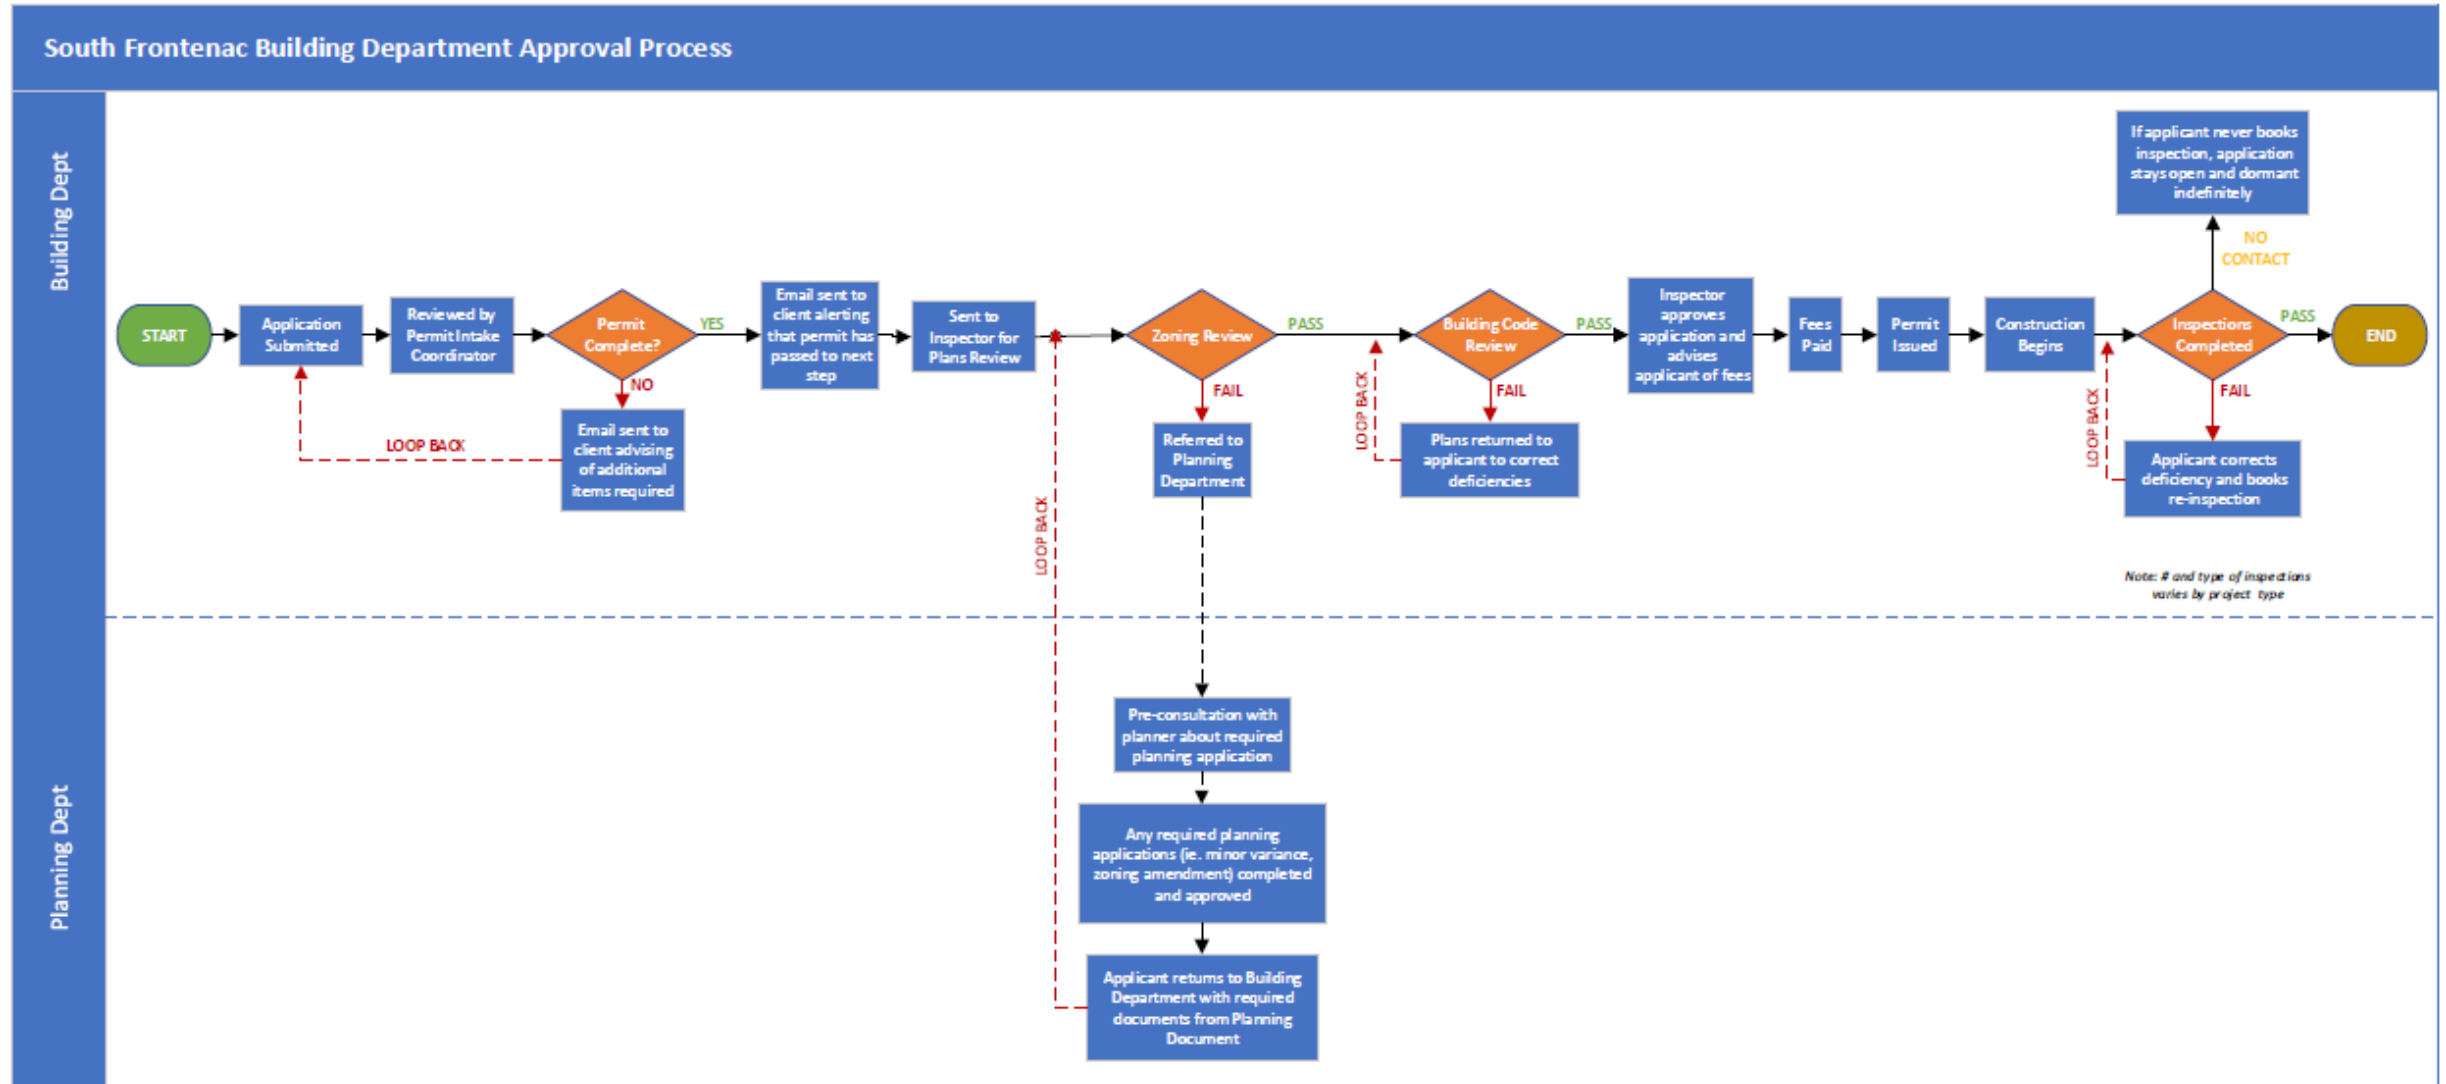 South Frontenac Building Department Approval Process
Building Dept
START
Application
Submitted
Reviewed by
Permit Intake
Coordinator
Permit
Complete?
YES
NO
Email sent to
client advising
of additional
items required
LOOP BACK
Email sent to
client alerting
that permit has
passed to next
step
Sent to
Inspector for
Plans Review
Zoning Review
PASS
FAIL
Referred to
Planning
Department
LOOP BACK
Building Code
Review
PASS
FAIL
Plans returned to
applicant to correct
deficiencies
LOOP BACK
Inspector
approves
application and
advises
applicant of fees
Fees
Paid
Permit
Issued
Construction
Begins
Inspections
Completed
NO
CONTACT
If applicant never books
inspection, application
stays open and dormant
indefinitely
PASS
END
FAIL
Applicant corrects
deficiency and books
re-inspection
LOOP BACK
Note: # and type of inspections
varies by project type
Planning Dept
Pre-consultation with
planner about required
planning application
Any required planning
applications (ie. minor variance,
zoning amendment) completed
and approved
Applicant returns to Building
Department with required
documents from Planning
Document